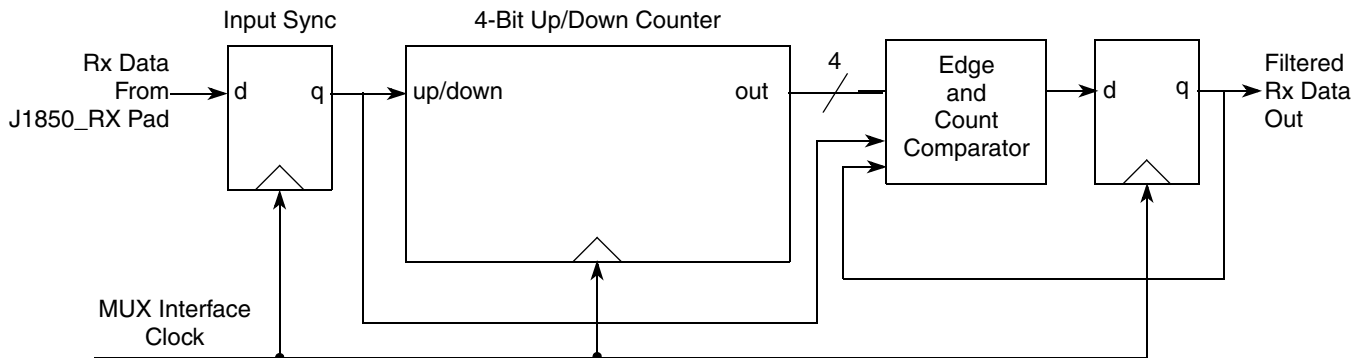 Input Sync
4-Bit Up/Down Counter
Rx Data
From
J1850_RX Pad
d
q
up/down
out
4
Edge
and
Count
Comparator
d
q
Filtered
Rx Data
Out
MUX Interface
Clock